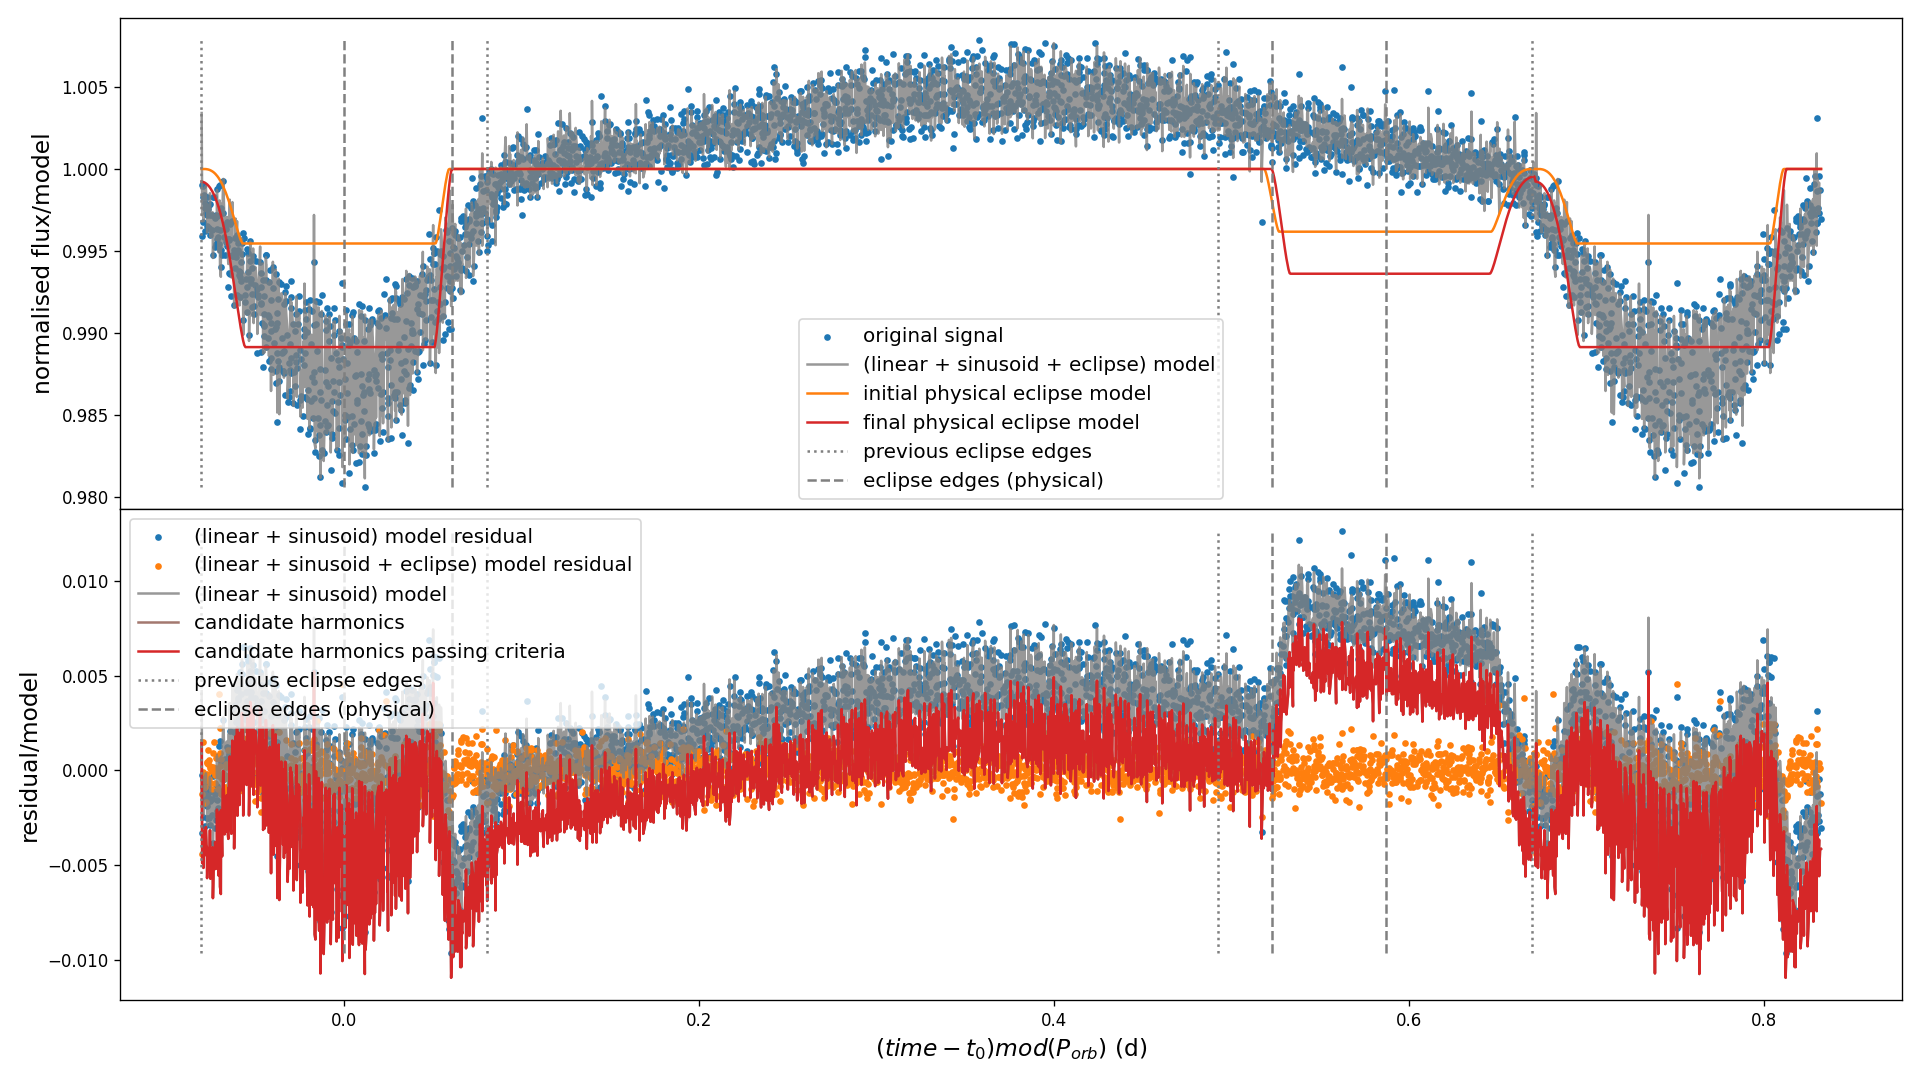 normalised flux/model
1.005
1.000
0.995
0.990
0.985
0.980
original signal
(linear + sinusoid + eclipse) model
initial physical eclipse model
final physical eclipse model
previous eclipse edges
eclipse edges (physical)
residual/model
0.010
0.005
0.000
−0.005
−0.010
(linear + sinusoid) model residual
(linear + sinusoid + eclipse) model residual
(linear + sinusoid) model
candidate harmonics
candidate harmonics passing criteria
previous eclipse edges
eclipse edges (physical)
0.0 0.2 0.4 0.6 0.8
(time − t₀)mod(P_orb) (d)